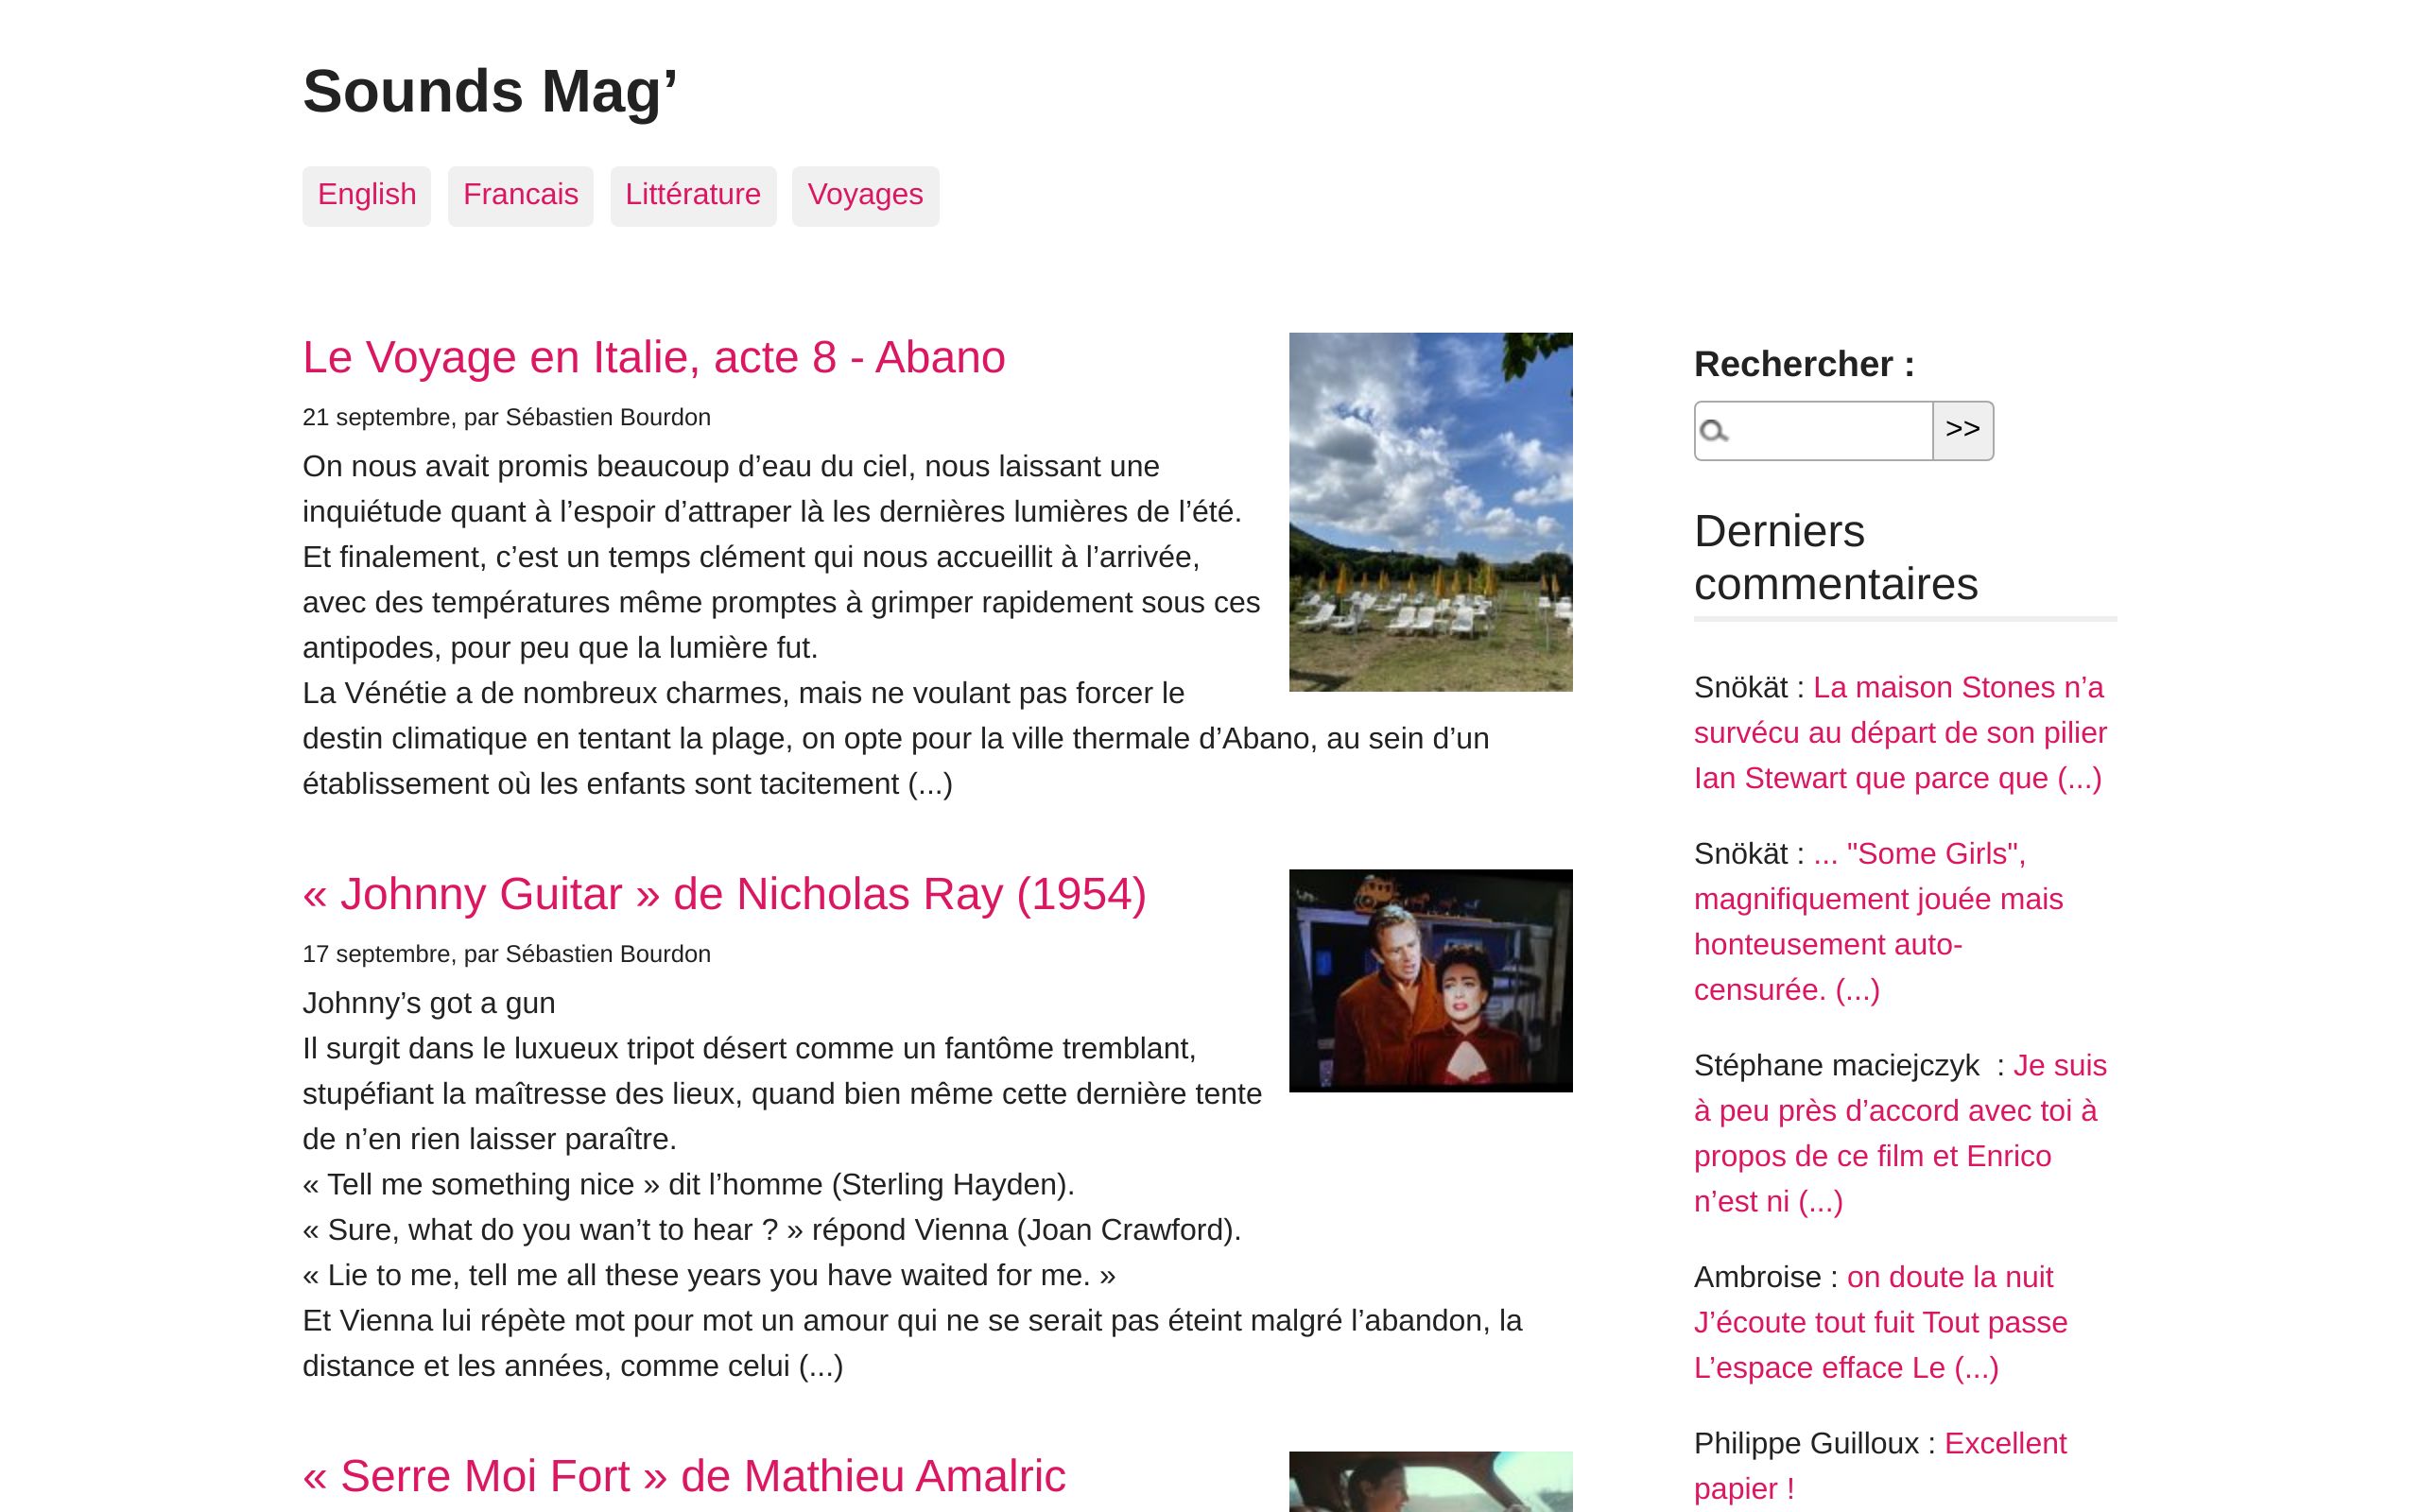 Sounds Mag’
English
Francais
Littérature
Voyages
Le Voyage en Italie, acte 8 - Abano
21 septembre, par Sébastien Bourdon
On nous avait promis beaucoup d’eau du ciel, nous laissant une
inquiétude quant à l’espoir d’attraper là les dernières lumières de l’été.
Et finalement, c’est un temps clément qui nous accueillit à l’arrivée,
avec des températures même promptes à grimper rapidement sous ces
antipodes, pour peu que la lumière fut.
La Vénétie a de nombreux charmes, mais ne voulant pas forcer le
destin climatique en tentant la plage, on opte pour la ville thermale d’Abano, au sein d’un
établissement où les enfants sont tacitement (...)
« Johnny Guitar » de Nicholas Ray (1954)
17 septembre, par Sébastien Bourdon
Johnny’s got a gun
Il surgit dans le luxueux tripot désert comme un fantôme tremblant,
stupéfiant la maîtresse des lieux, quand bien même cette dernière tente
de n’en rien laisser paraître.
« Tell me something nice » dit l’homme (Sterling Hayden).
« Sure, what do you wan’t to hear ? » répond Vienna (Joan Crawford).
« Lie to me, tell me all these years you have waited for me. »
Et Vienna lui répète mot pour mot un amour qui ne se serait pas éteint malgré l’abandon, la
distance et les années, comme celui (...)
« Serre Moi Fort » de Mathieu Amalric
Rechercher :
>>
Derniers
commentaires
Snökät : La maison Stones n’a
survécu au départ de son pilier
Ian Stewart que parce que (...)
Snökät : ... "Some Girls",
magnifiquement jouée mais
honteusement auto-
censurée. (...)
Stéphane maciejczyk  : Je suis
à peu près d’accord avec toi à
propos de ce film et Enrico
n’est ni (...)
Ambroise : on doute la nuit
J’écoute tout fuit Tout passe
L’espace efface Le (...)
Philippe Guilloux : Excellent
papier !